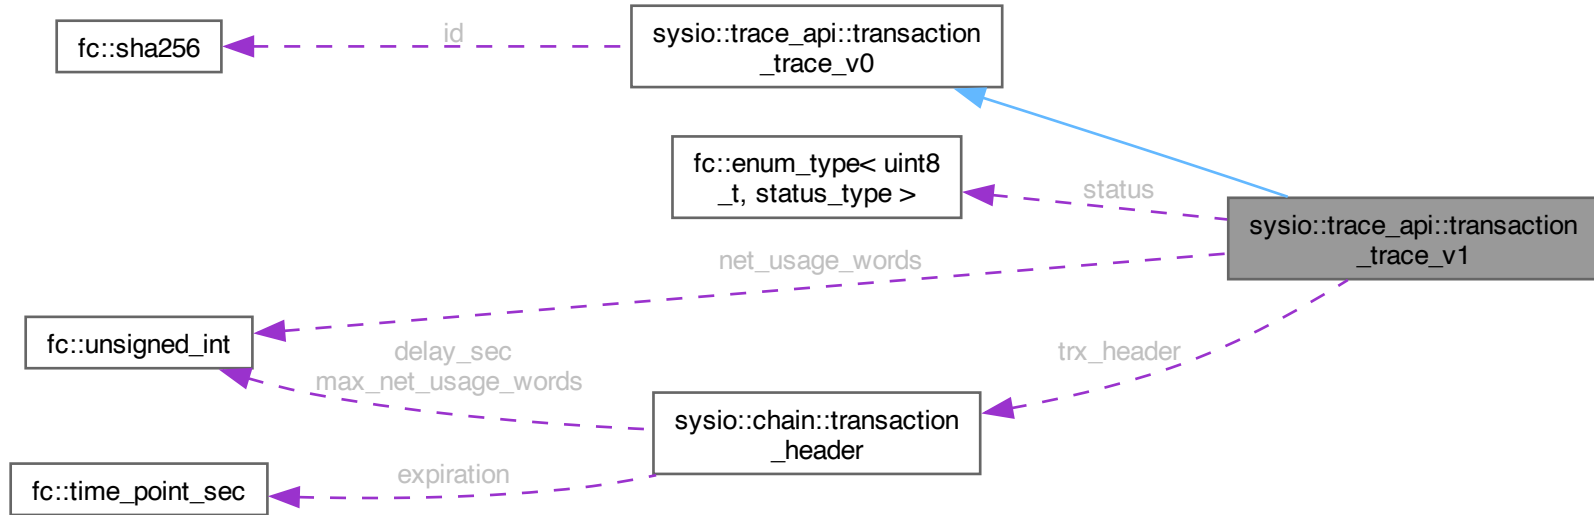 fc::sha256
id
sysio::trace_api::transaction
_trace_v0
fc::enum_type< uint8
_t, status_type >
status
sysio::trace_api::transaction
_trace_v1
net_usage_words
fc::unsigned_int
delay_sec
max_net_usage_words
trx_header
sysio::chain::transaction
_header
expiration
fc::time_point_sec